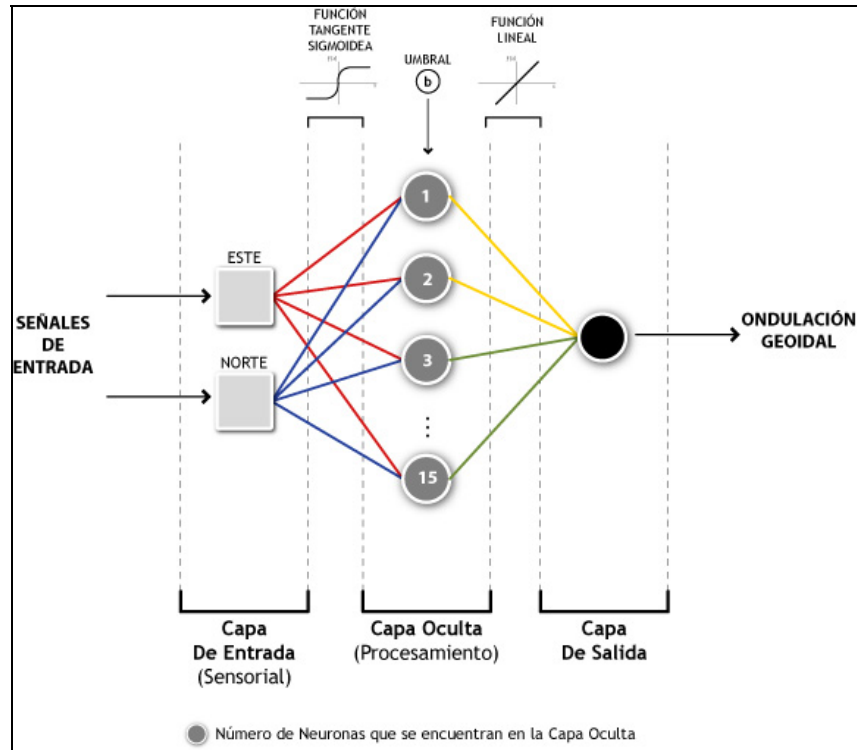 FUNCIÓN
TANGENTE
SIGMOIDEA
UMBRAL
b
FUNCIÓN
LINEAL
1
ESTE
2
SEÑALES
DE
ENTRADA
NORTE
3
...
15
ONDULACIÓN
GEOIDAL
Capa
De Entrada
(Sensorial)
Capa Oculta
(Procesamiento)
Capa
De Salida
Número de Neuronas que se encuentran en la Capa Oculta